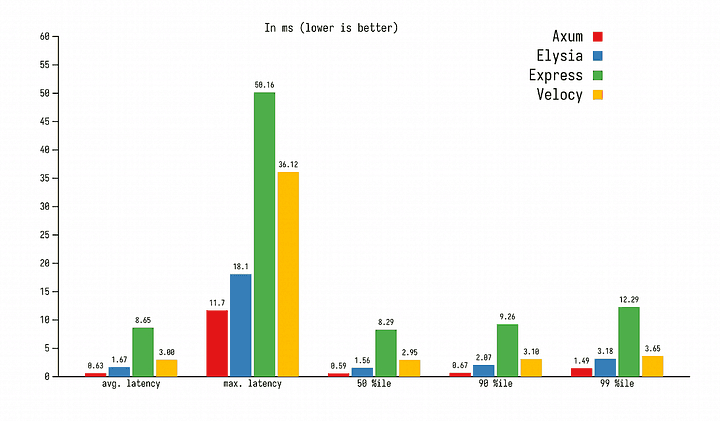 In ms (lower is better)
Axum
Elysia
Express
Velocy
60
55
50
45
40
35
30
25
20
15
10
5
0
0.63 1.67 8.65 3.00
11.7 18.1 50.16 36.12
0.59 1.56 8.29 2.95
0.67 2.07 9.26 3.10
1.49 3.18 12.29 3.65
avg. latency max. latency 50 %ile 90 %ile 99 %ile